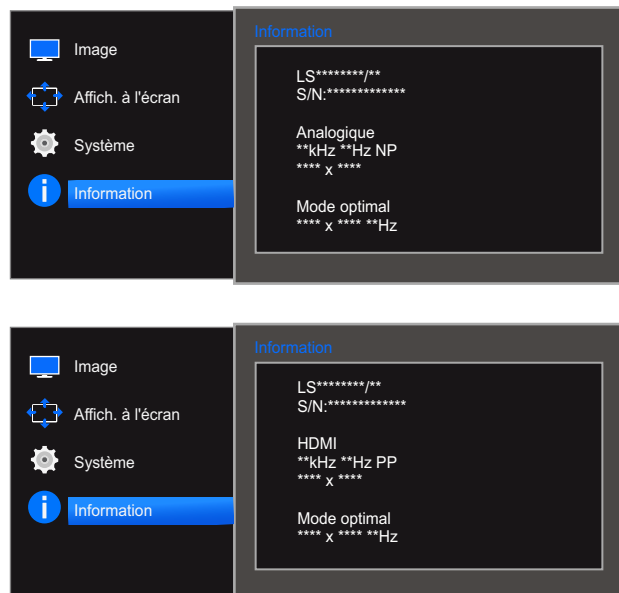 Image
Affich. à l'écran
Système
Information
Information
LS********/**
S/N:*************
Analogique
**kHz **Hz NP
**** x ****
Mode optimal
**** x **** **Hz
Image
Affich. à l'écran
Système
Information
Information
LS********/**
S/N:*************
HDMI
**kHz **Hz PP
**** x ****
Mode optimal
**** x **** **Hz